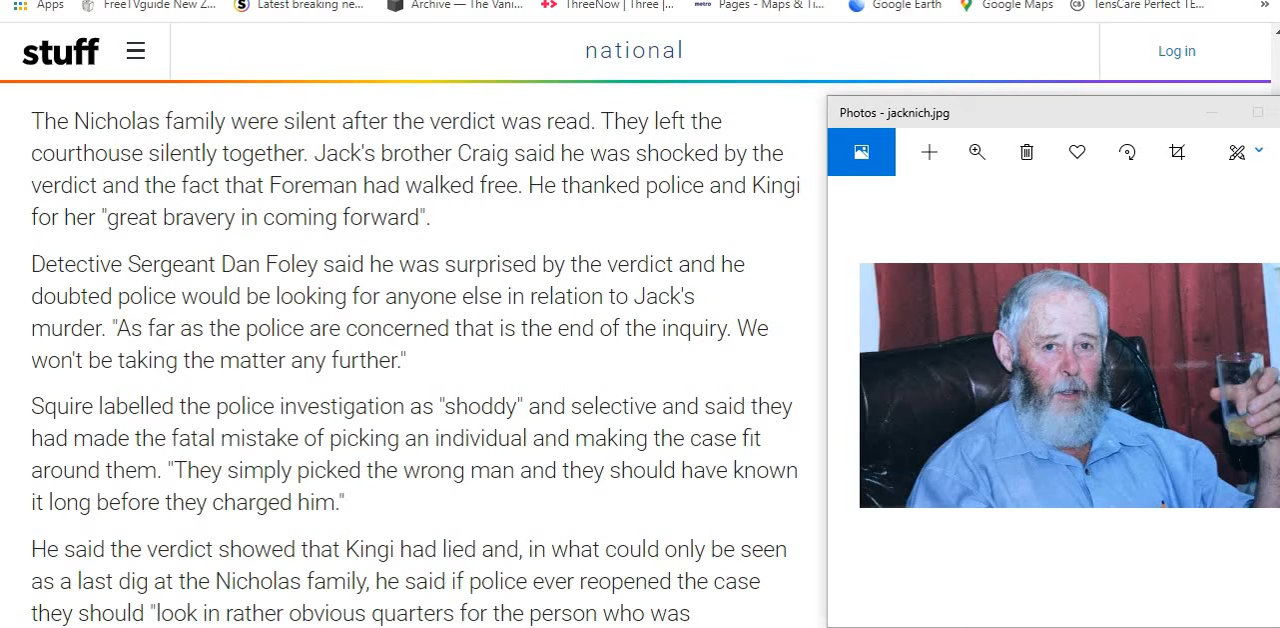 Apps FreeTVguide New Z... Latest breaking ne... Archive — The Vani... ThreeNow | Three |... metro Pages - Maps & Ti... Google Earth Google Maps TensCare Perfect TE... »
stuff national Log in
The Nicholas family were silent after the verdict was read. They left the
courthouse silently together. Jack's brother Craig said he was shocked by the
verdict and the fact that Foreman had walked free. He thanked police and Kingi
for her "great bravery in coming forward".
Detective Sergeant Dan Foley said he was surprised by the verdict and he
doubted police would be looking for anyone else in relation to Jack's
murder. "As far as the police are concerned that is the end of the inquiry. We
won't be taking the matter any further."
Squire labelled the police investigation as "shoddy" and selective and said they
had made the fatal mistake of picking an individual and making the case fit
around them. "They simply picked the wrong man and they should have known
it long before they charged him."
He said the verdict showed that Kingi had lied and, in what could only be seen
as a last dig at the Nicholas family, he said if police ever reopened the case
they should "look in rather obvious quarters for the person who was
Photos - jacknich.jpg